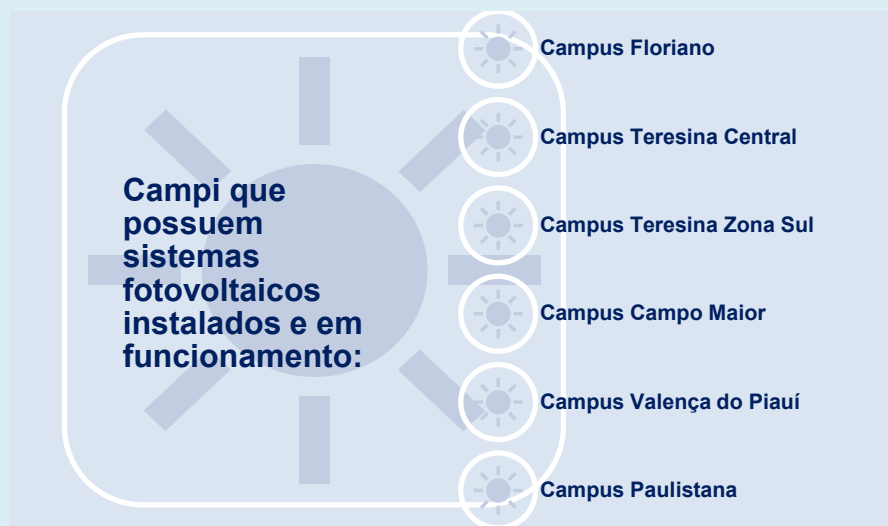 Campi que
possuem
sistemas
fotovoltaicos
instalados e em
funcionamento:
Campus Floriano
Campus Teresina Central
Campus Teresina Zona Sul
Campus Campo Maior
Campus Valença do Piauí
Campus Paulistana